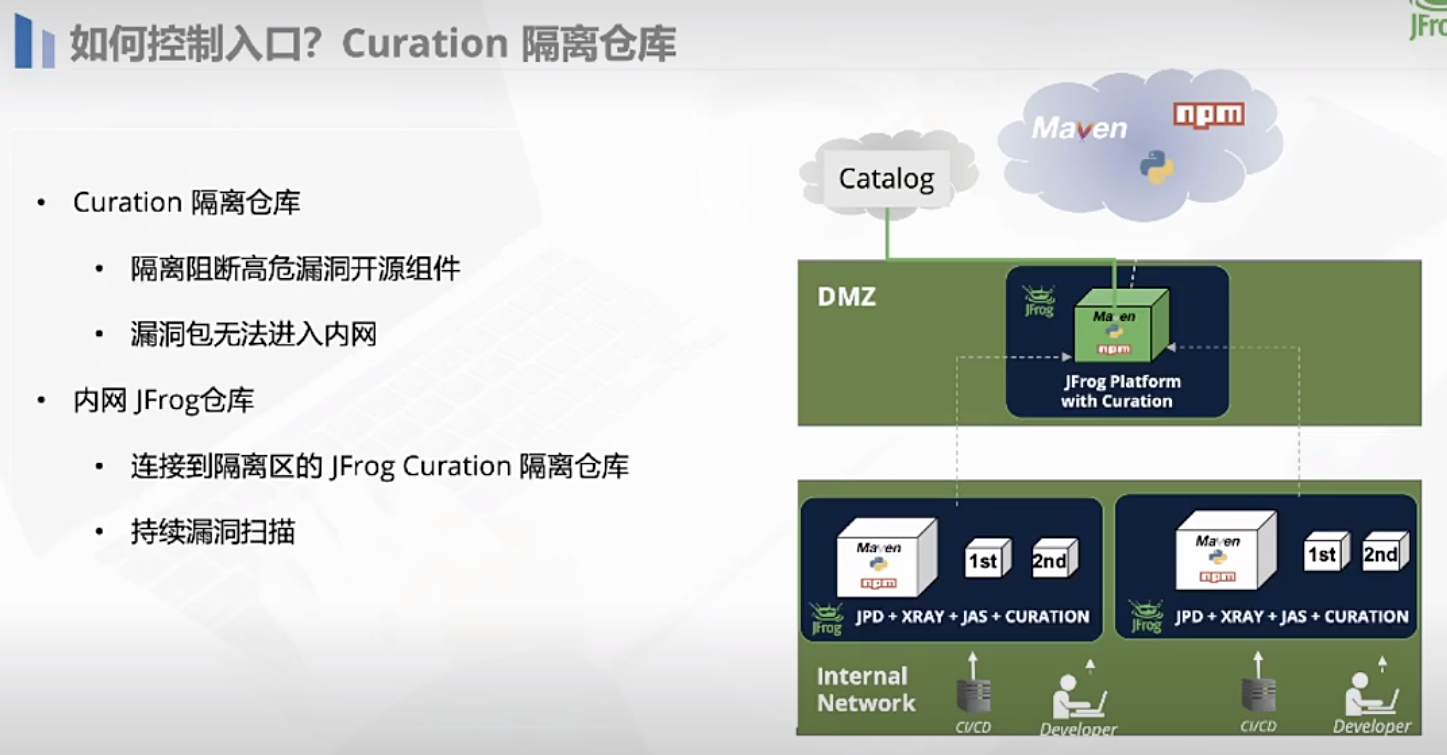 如何控制入口？Curation 隔离仓库
JFro
• Curation 隔离仓库
• 隔离阻断高危漏洞开源组件
• 漏洞包无法进入内网
• 内网 JFrog仓库
• 连接到隔离区的 JFrog Curation 隔离仓库
• 持续漏洞扫描
Maven
npm
Catalog
DMZ
JFrog
Maven
npm
JFrog Platform
with Curation
Maven
npm
1st
2nd
JFrog
JPD + XRAY + JAS + CURATION
Maven
npm
1st
2nd
JFrog
JPD + XRAY + JAS + CURATION
Internal
Network
CI/CD
Developer
CI/CD
Developer